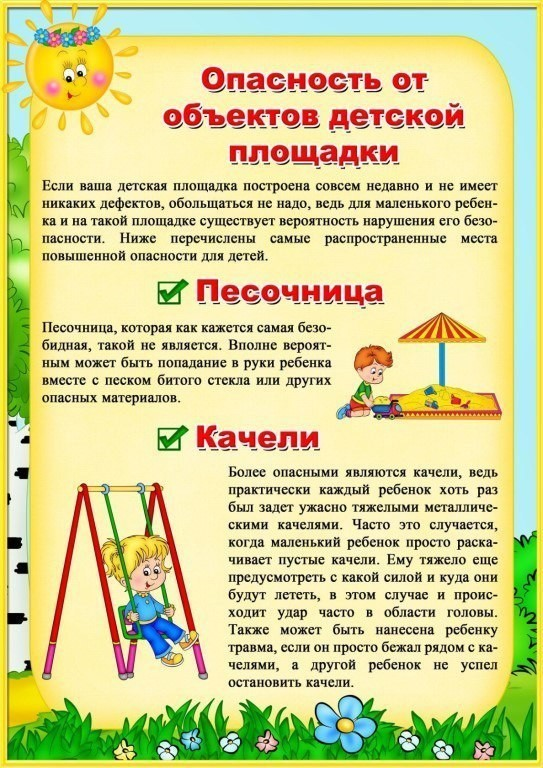 Опасность от
объектов детской
площадки
Если ваша детская площадка построена совсем недавно и не имеет
никаких дефектов, обольщаться не надо, ведь для маленького ребен-
ка и на такой площадке существует вероятность нарушения его безо-
пасности. Ниже перечислены самые распространенные места
повышенной опасности для детей.
Песочница
Песочница, которая как кажется самая безо-
бидная, такой не является. Вполне вероят-
ным может быть попадание в руки ребенка
вместе с песком битого стекла или других
опасных материалов.
Качели
Более опасными являются качели, ведь
практически каждый ребенок хоть раз
был задет ужасно тяжелыми металличе-
скими качелями. Часто это случается,
когда маленький ребенок просто раска-
чивает пустые качели. Ему тяжело еще
предусмотреть с какой силой и куда они
будут лететь, в этом случае и проис-
ходит удар часто в области головы.
Также может быть нанесена ребенку
травма, если он просто бежал рядом с ка-
челями, а другой ребенок не успел
остановить качели.